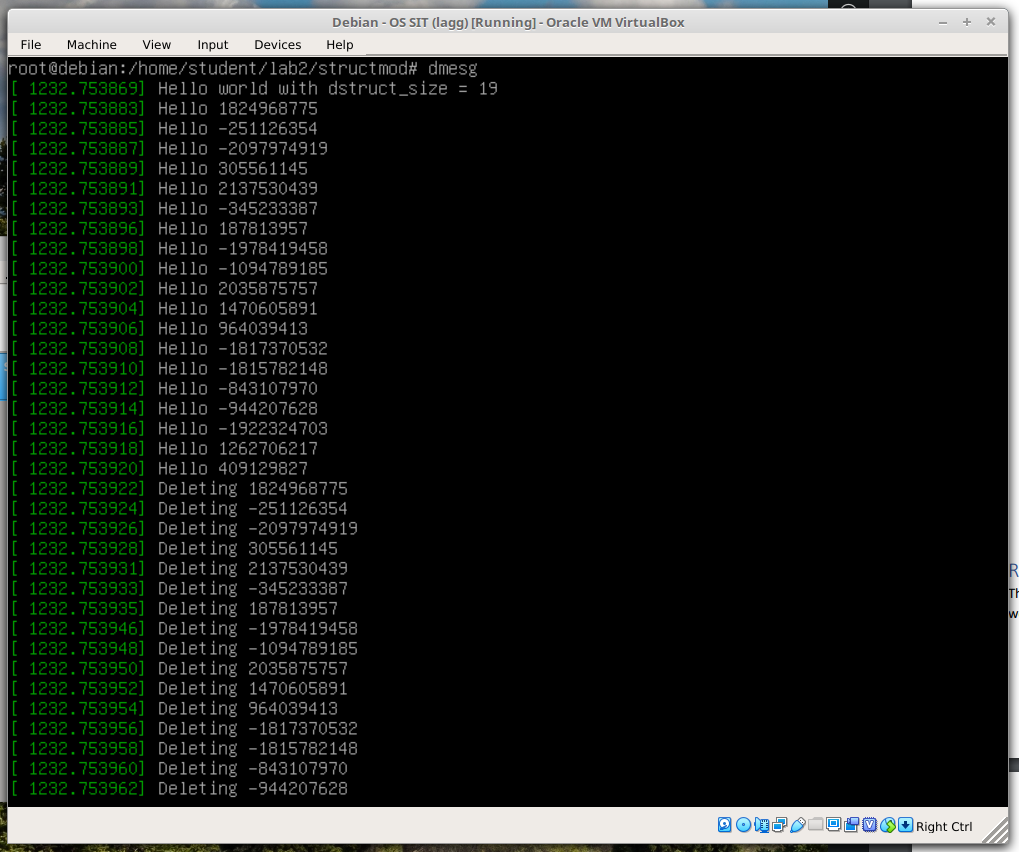 Debian - OS SIT (lagg) [Running] - Oracle VM VirtualBox
File Machine View Input Devices Help
root@debian:/home/student/lab2/structmod# dmesg
[ 1232.753869] Hello world with dstruct_size = 19
[ 1232.753883] Hello 1824968775
[ 1232.753885] Hello -251126354
[ 1232.753887] Hello -2097974919
[ 1232.753889] Hello 305561145
[ 1232.753891] Hello 2137530439
[ 1232.753893] Hello -345233387
[ 1232.753896] Hello 187813957
[ 1232.753898] Hello -1978419458
[ 1232.753900] Hello -1094789185
[ 1232.753902] Hello 2035875757
[ 1232.753904] Hello 1470605891
[ 1232.753906] Hello 964039413
[ 1232.753908] Hello -1817370532
[ 1232.753910] Hello -1815782148
[ 1232.753912] Hello -843107970
[ 1232.753914] Hello -944207628
[ 1232.753916] Hello -1922324703
[ 1232.753918] Hello 1262706217
[ 1232.753920] Hello 409129827
[ 1232.753922] Deleting 1824968775
[ 1232.753924] Deleting -251126354
[ 1232.753926] Deleting -2097974919
[ 1232.753928] Deleting 305561145
[ 1232.753931] Deleting 2137530439
[ 1232.753933] Deleting -345233387
[ 1232.753935] Deleting 187813957
[ 1232.753946] Deleting -1978419458
[ 1232.753948] Deleting -1094789185
[ 1232.753950] Deleting 2035875757
[ 1232.753952] Deleting 1470605891
[ 1232.753954] Deleting 964039413
[ 1232.753956] Deleting -1817370532
[ 1232.753958] Deleting -1815782148
[ 1232.753960] Deleting -843107970
[ 1232.753962] Deleting -944207628
Right Ctrl